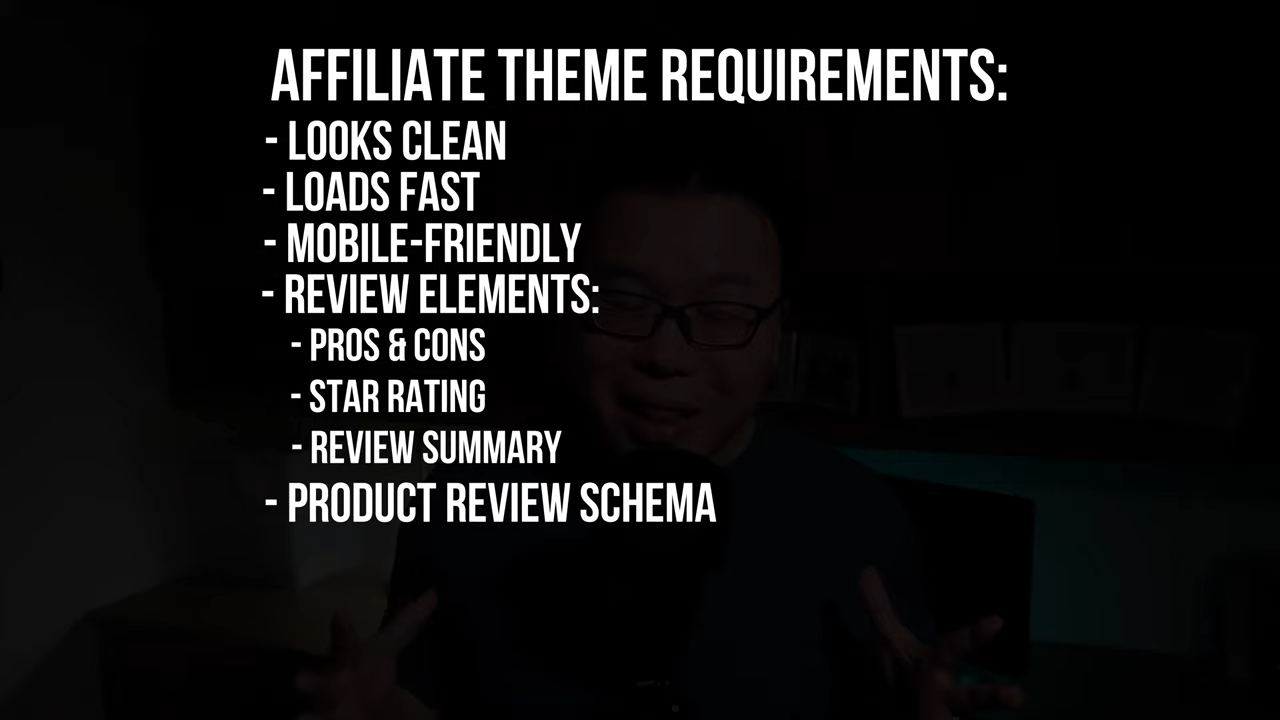 AFFILIATE THEME REQUIREMENTS:
- LOOKS CLEAN
- LOADS FAST
- MOBILE-FRIENDLY
- REVIEW ELEMENTS:
- PROS & CONS
- STAR RATING
- REVIEW SUMMARY
- PRODUCT REVIEW SCHEMA